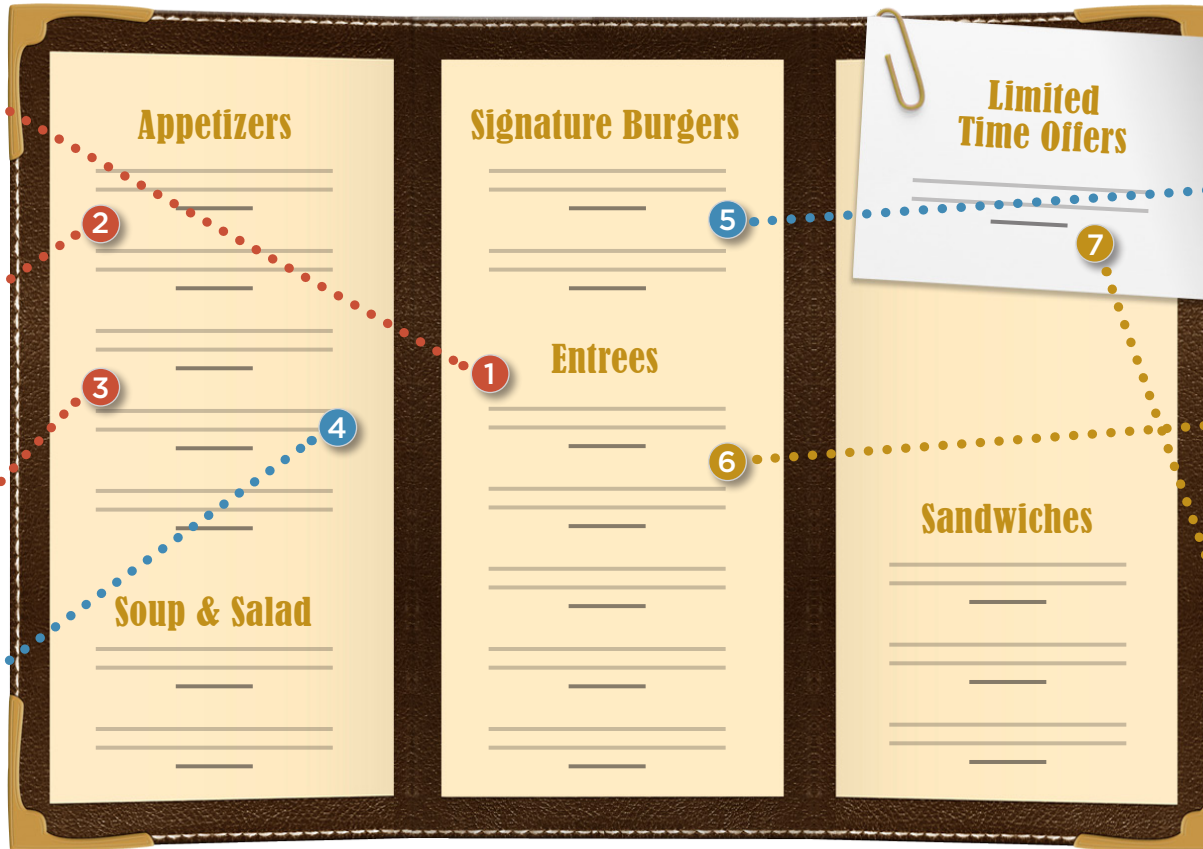 Appetizers
2
3
4
Soup & Salad
Signature Burgers
5
Entrees
1
6
Limited
Time Offers
7
Sandwiches